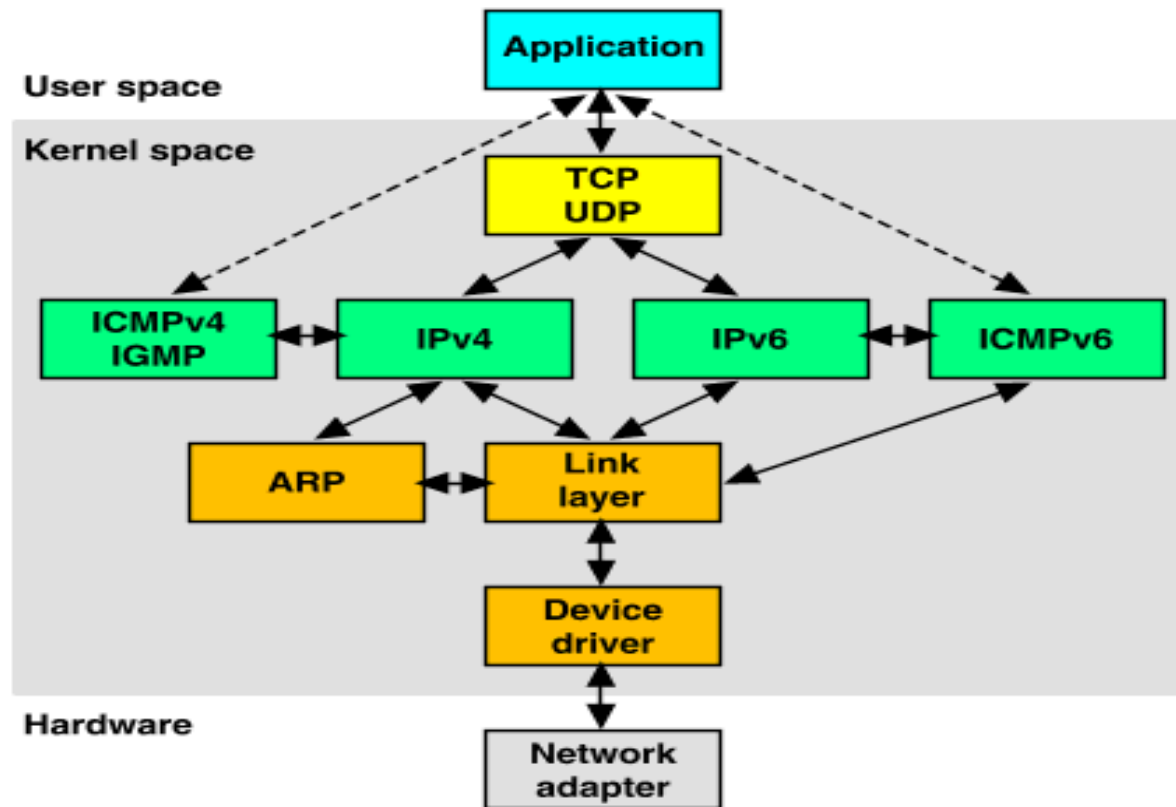 Application
User space
Kernel space
TCP
UDP
ICMPv4
IGMP
IPv4
IPv6
ICMPv6
ARP
Link
layer
Device
driver
Hardware
Network
adapter